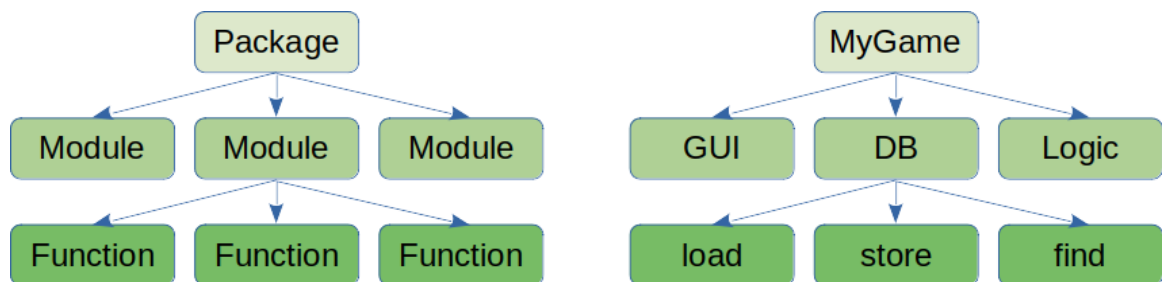 Package
Module Module Module
Function Function Function
MyGame
GUI DB Logic
load store find